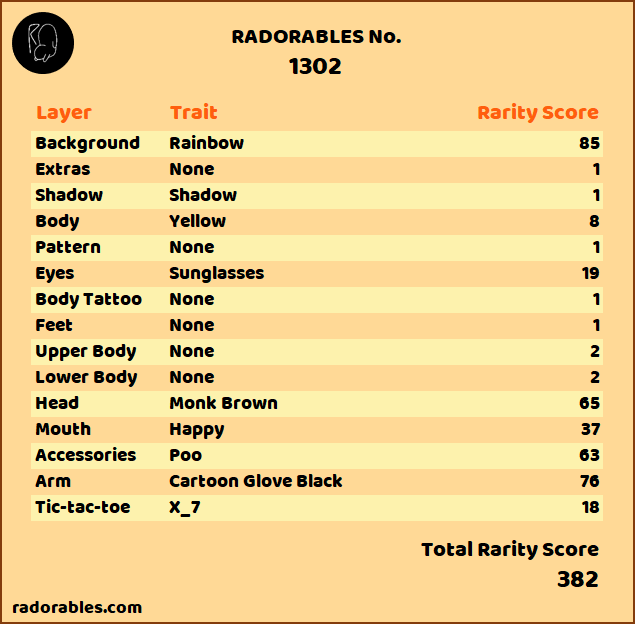 RADORABLES No.
1302
Layer Trait Rarity Score
Background Rainbow 85
Extras None 1
Shadow Shadow 1
Body Yellow 8
Pattern None 1
Eyes Sunglasses 19
Body Tattoo None 1
Feet None 1
Upper Body None 2
Lower Body None 2
Head Monk Brown 65
Mouth Happy 37
Accessories Poo 63
Arm Cartoon Glove Black 76
Tic-tac-toe X_7 18
Total Rarity Score
382
radorables.com